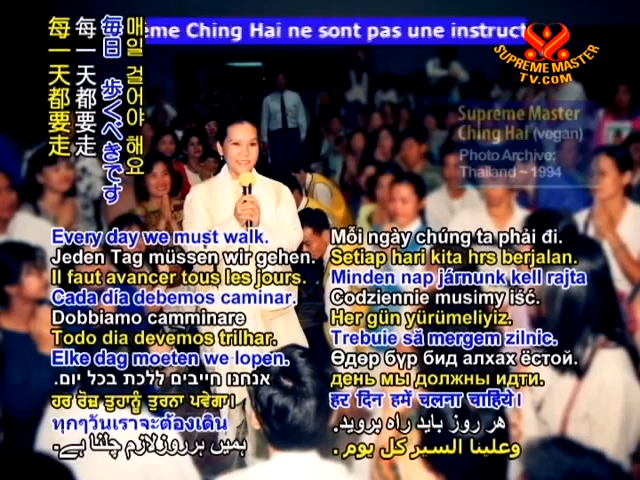 ème Ching Hai ne sont pas une instruct
SUPREME MASTER
TV.COM
Supreme Master
Ching Hai (vegan)
Photo Archive:
Thailand ~ 1994
매일 걸어야 해요
毎日 歩くべきです
每一天都要走
每一天都要走
Every day we must walk.
Jeden Tag müssen wir gehen.
Il faut avancer tous les jours.
Cada día debemos caminar.
Dobbiamo camminare
Todo dia devemos trilhar.
Elke dag moeten we lopen.
אנחנו חייבים ללכת בכל יום.
ਹਰ ਰੋਜ਼ ਤੁਹਾਨੂੰ ਤੁਰਨਾ ਪਵੇਗਾ।
ทุกๆวันเราจะต้องเดิน
ہمیں ہرروزلازم چلنا ہے.
Mỗi ngày chúng ta phải đi.
Setiap hari kita hrs berjalan.
Minden nap járnunk kell rajta
Codziennie musimy iść.
Her gün yürümeliyiz.
Trebuie să mergem zilnic.
Өдөр бүр бид алхах ёстой.
день мы должны идти.
हर दिन हमें चलना चाहिये।
هر روز باید راه بروید.
وعلينا السير كل يوم.